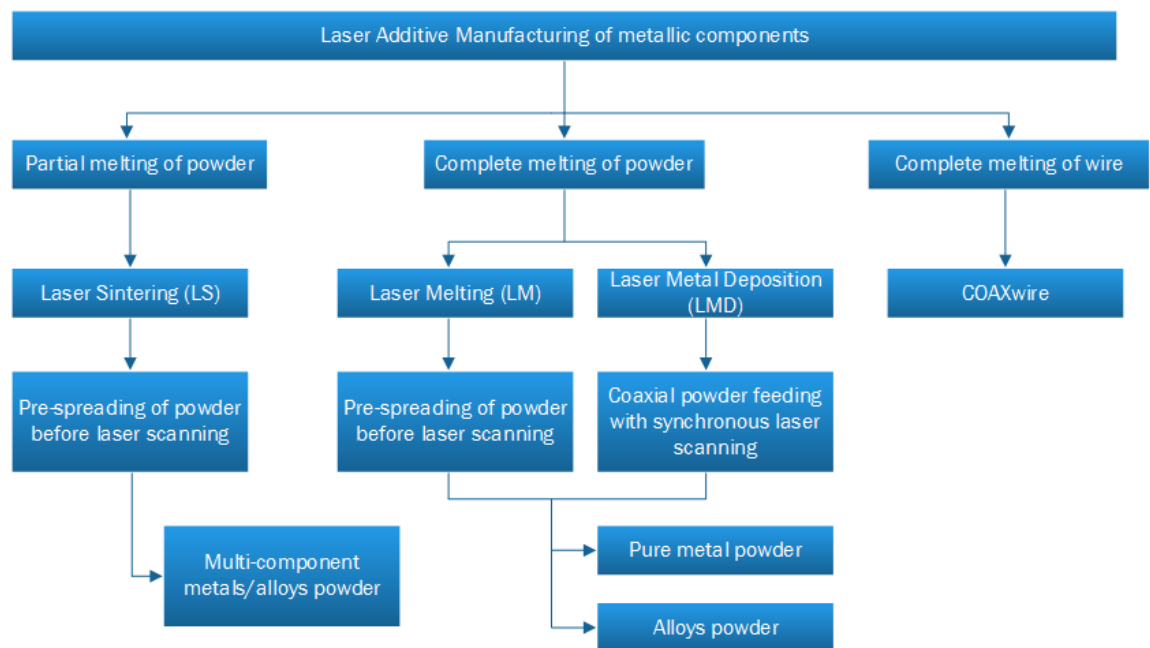 Laser Additive Manufacturing of metallic components
Partial melting of powder
Complete melting of powder
Complete melting of wire
Laser Sintering (LS)
Laser Melting (LM)
Laser Metal Deposition
(LMD)
COAXwire
Pre-spreading of powder
before laser scanning
Pre-spreading of powder
before laser scanning
Coaxial powder feeding
with synchronous laser
scanning
Multi-component
metals/alloys powder
Pure metal powder
Alloys powder